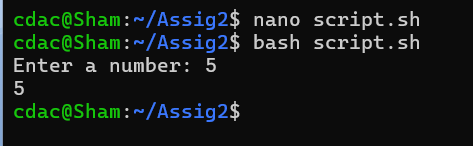 cdac@Sham:~/Assig2$ nano script.sh
cdac@Sham:~/Assig2$ bash script.sh
Enter a number: 5
5
cdac@Sham:~/Assig2$